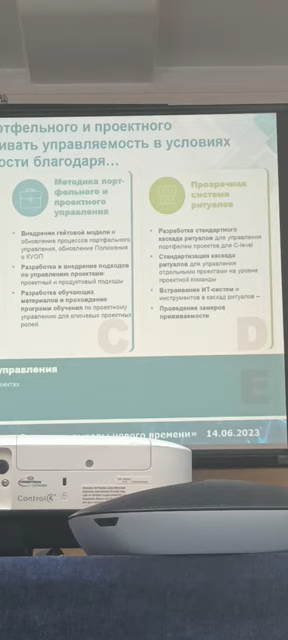 ртфельного и проектного
ивать управляемость в условиях
ости благодаря...
Методика порт-
фельного и
проектного
управления
Внедрение гейтовой модели и
обновление процессов портфельного
управления, обновление Положения
о КУОП
Разработка и внедрение подходов
по управлению проектами:
проектный и продуктовый подходы
Разработка обучающих
материалов и прохождение
программ обучения по проектному
управлению для ключевых проектных
ролей
C
Прозрачная
система
ритуалов
Разработка стандартного
каскада ритуалов для управления
портфелем проектов для C-level
Стандартизация каскада
ритуалов для управления
отдельными проектами на уровне
проектной команды
Встраивание ИТ-систем и
инструментов в каскад ритуалов –
Проведение замеров
приживаемости
D
управления
E
нового времени» 14.06.2023
Control4